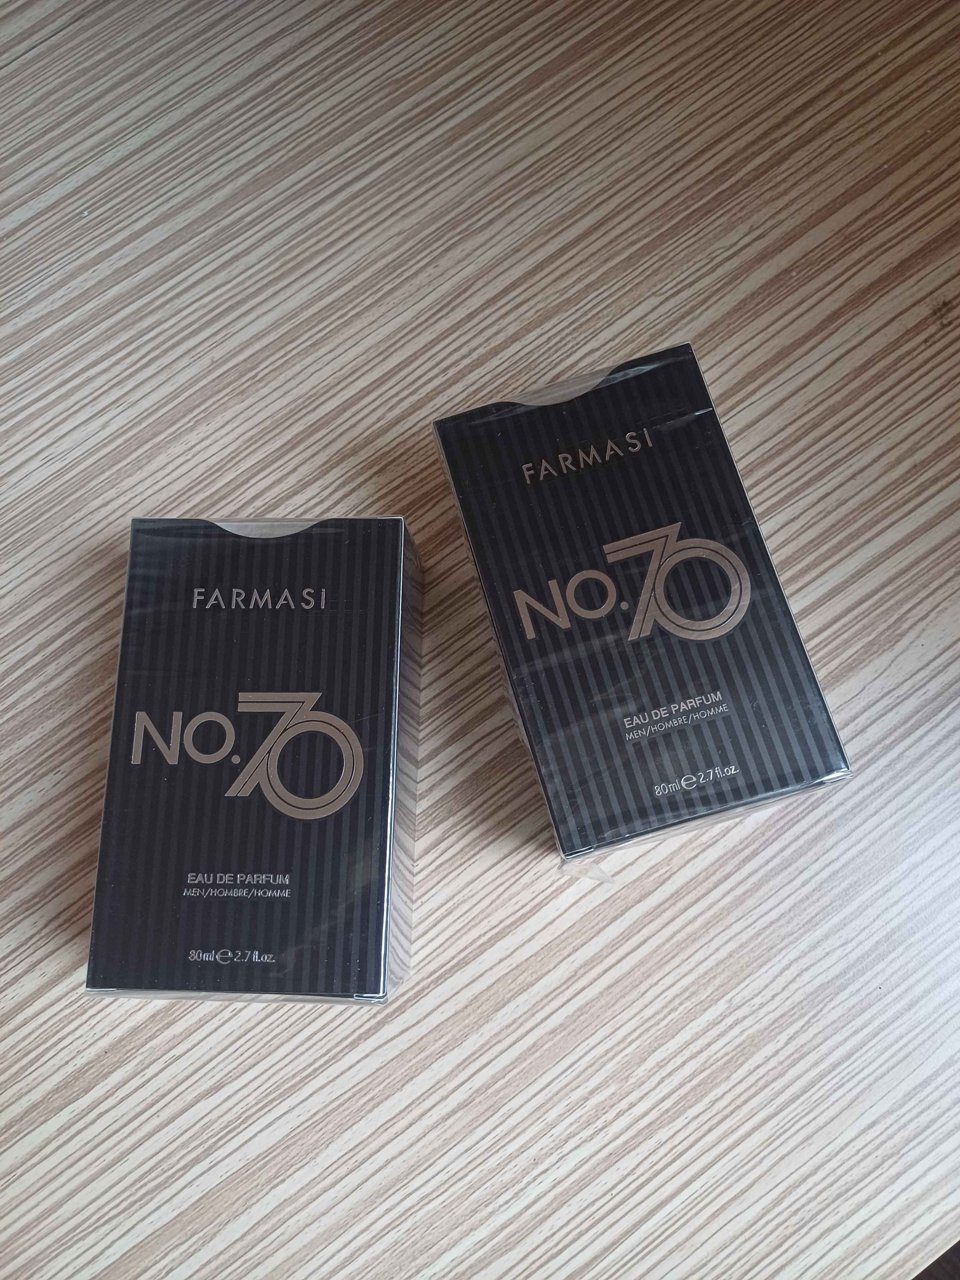 FARMASI
NO.70
EAU DE PARFUM
MEN/HOMBRE/HOMME
80ml ℮ 2.7 fl.oz.
FARMASI
NO.70
EAU DE PARFUM
MEN/HOMBRE/HOMME
80ml ℮ 2.7 fl.oz.